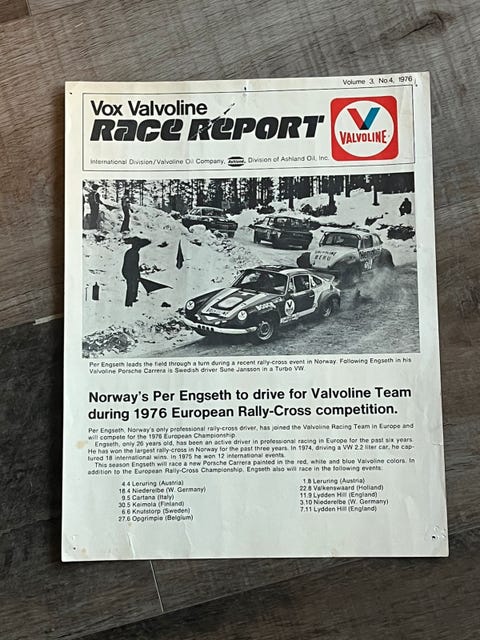 Volume 3, No.4, 1976
Vox Valvoline
RACE REPORT
VALVOLINE
International Division/Valvoline Oil Company, Division of Ashland Oil, Inc.
Per Engseth leads the field through a turn during a recent rally-cross event in Norway. Following Engseth in his
Valvoline Porsche Carrera is Swedish driver Sune Jansson in a Turbo VW.
Norway's Per Engseth to drive for Valvoline Team
during 1976 European Rally-Cross competition.
Per Engseth, Norway's only professional rally-cross driver, has joined the Valvoline Racing Team in Europe and
will compete for the 1976 European Championship.
Engseth, only 26 years old, has been an active driver in professional racing in Europe for the past six years.
He has won the largest rally-cross in Norway for the past three years. In 1974, driving a VW 2.2 liter car, he cap-
tured 18 international wins. In 1975 he won 12 international events.
This season Engseth will race a new Porsche Carrera painted in the red, white and blue Valvoline colors. In
addition to the European Rally-Cross Championship, Engseth also will race in the following events:
4.4 Leruring (Austria)
18.4 Niederelbe (W. Germany)
9.5 Cartana (Italy)
30.5 Keimola (Finland)
6.6 Knutstorp (Sweden)
27.6 Opgrimpie (Belgium)
1.8 Leruring (Austria)
22.8 Valkenswaard (Holland)
11.9 Lydden Hill (England)
3.10 Niederelbe (W. Germany)
7.11 Lydden Hill (England)